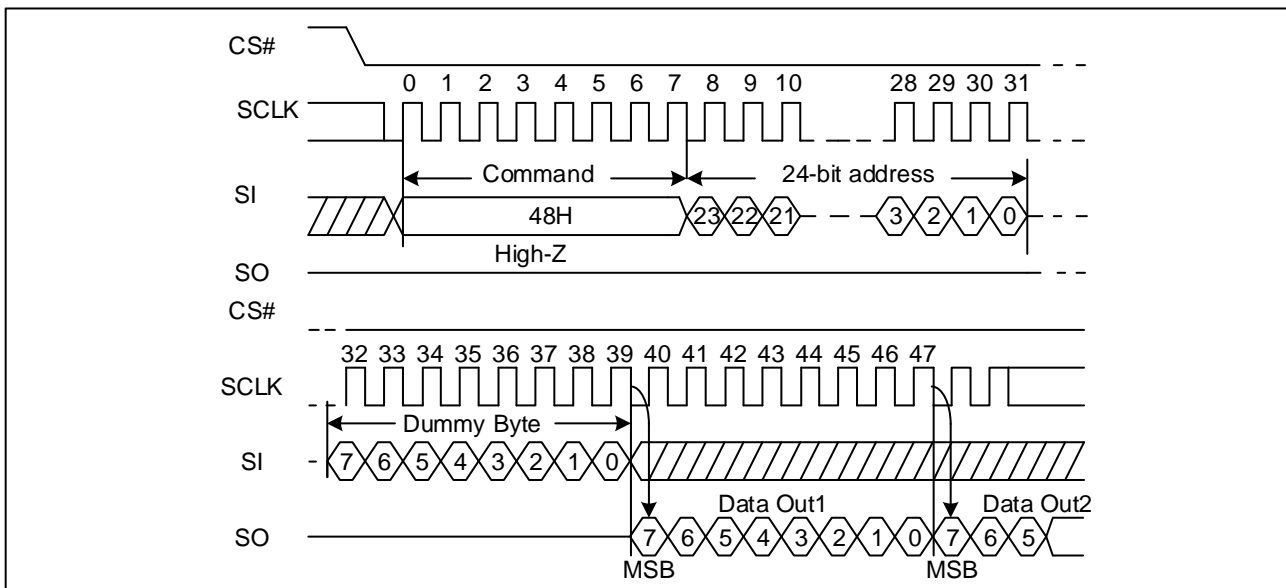 CS#
0 1 2 3 4 5 6 7 8 9 10 28 29 30 31
SCLK
Command 24-bit address
SI
48H 23 22 21 3 2 1 0
High-Z
SO
CS#
32 33 34 35 36 37 38 39 40 41 42 43 44 45 46 47
SCLK
Dummy Byte
SI 7 6 5 4 3 2 1 0
Data Out1 Data Out2
SO 7 6 5 4 3 2 1 0 7 6 5
MSB MSB